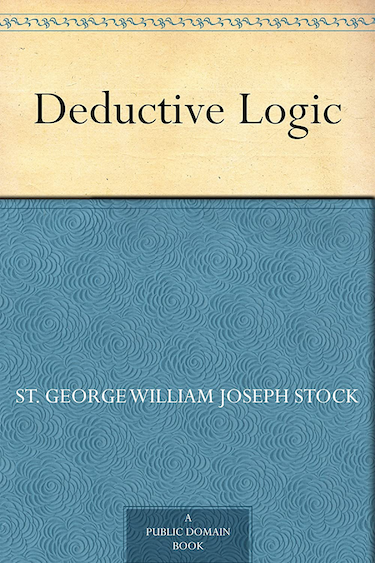 Deductive Logic
ST. GEORGE WILLIAM JOSEPH STOCK
A
PUBLIC DOMAIN
BOOK